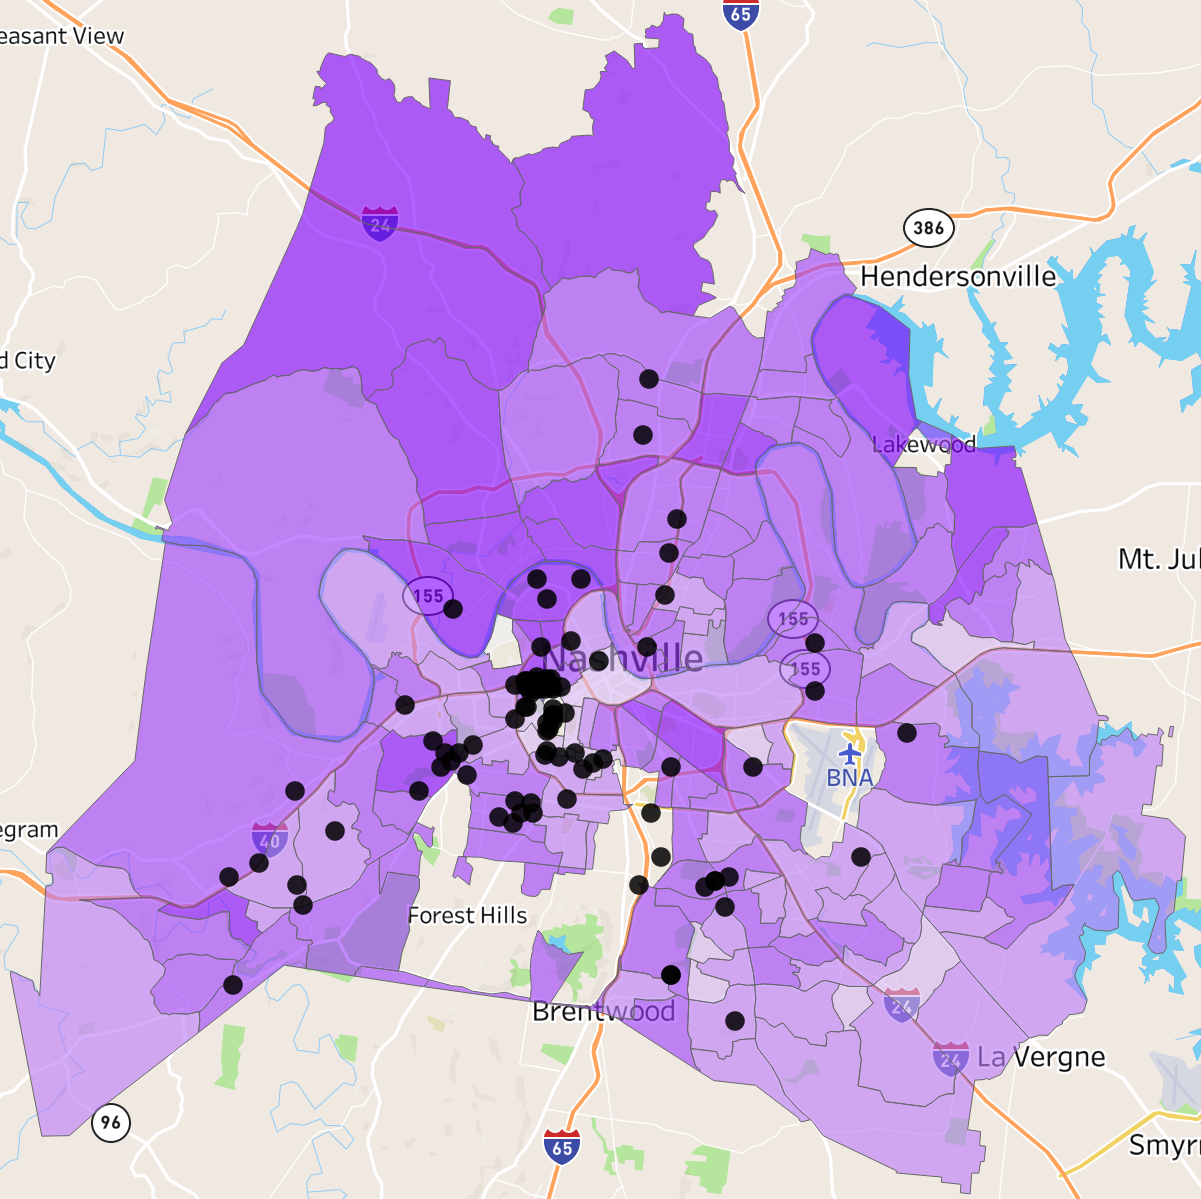 65
easant View
24
386
Hendersonville
d City
Lakewood
Mt. Jul
155
155
Nashville
155
BNA
egram
40
Forest Hills
Brentwood
24
24
La Vergne
96
65
Smyrn